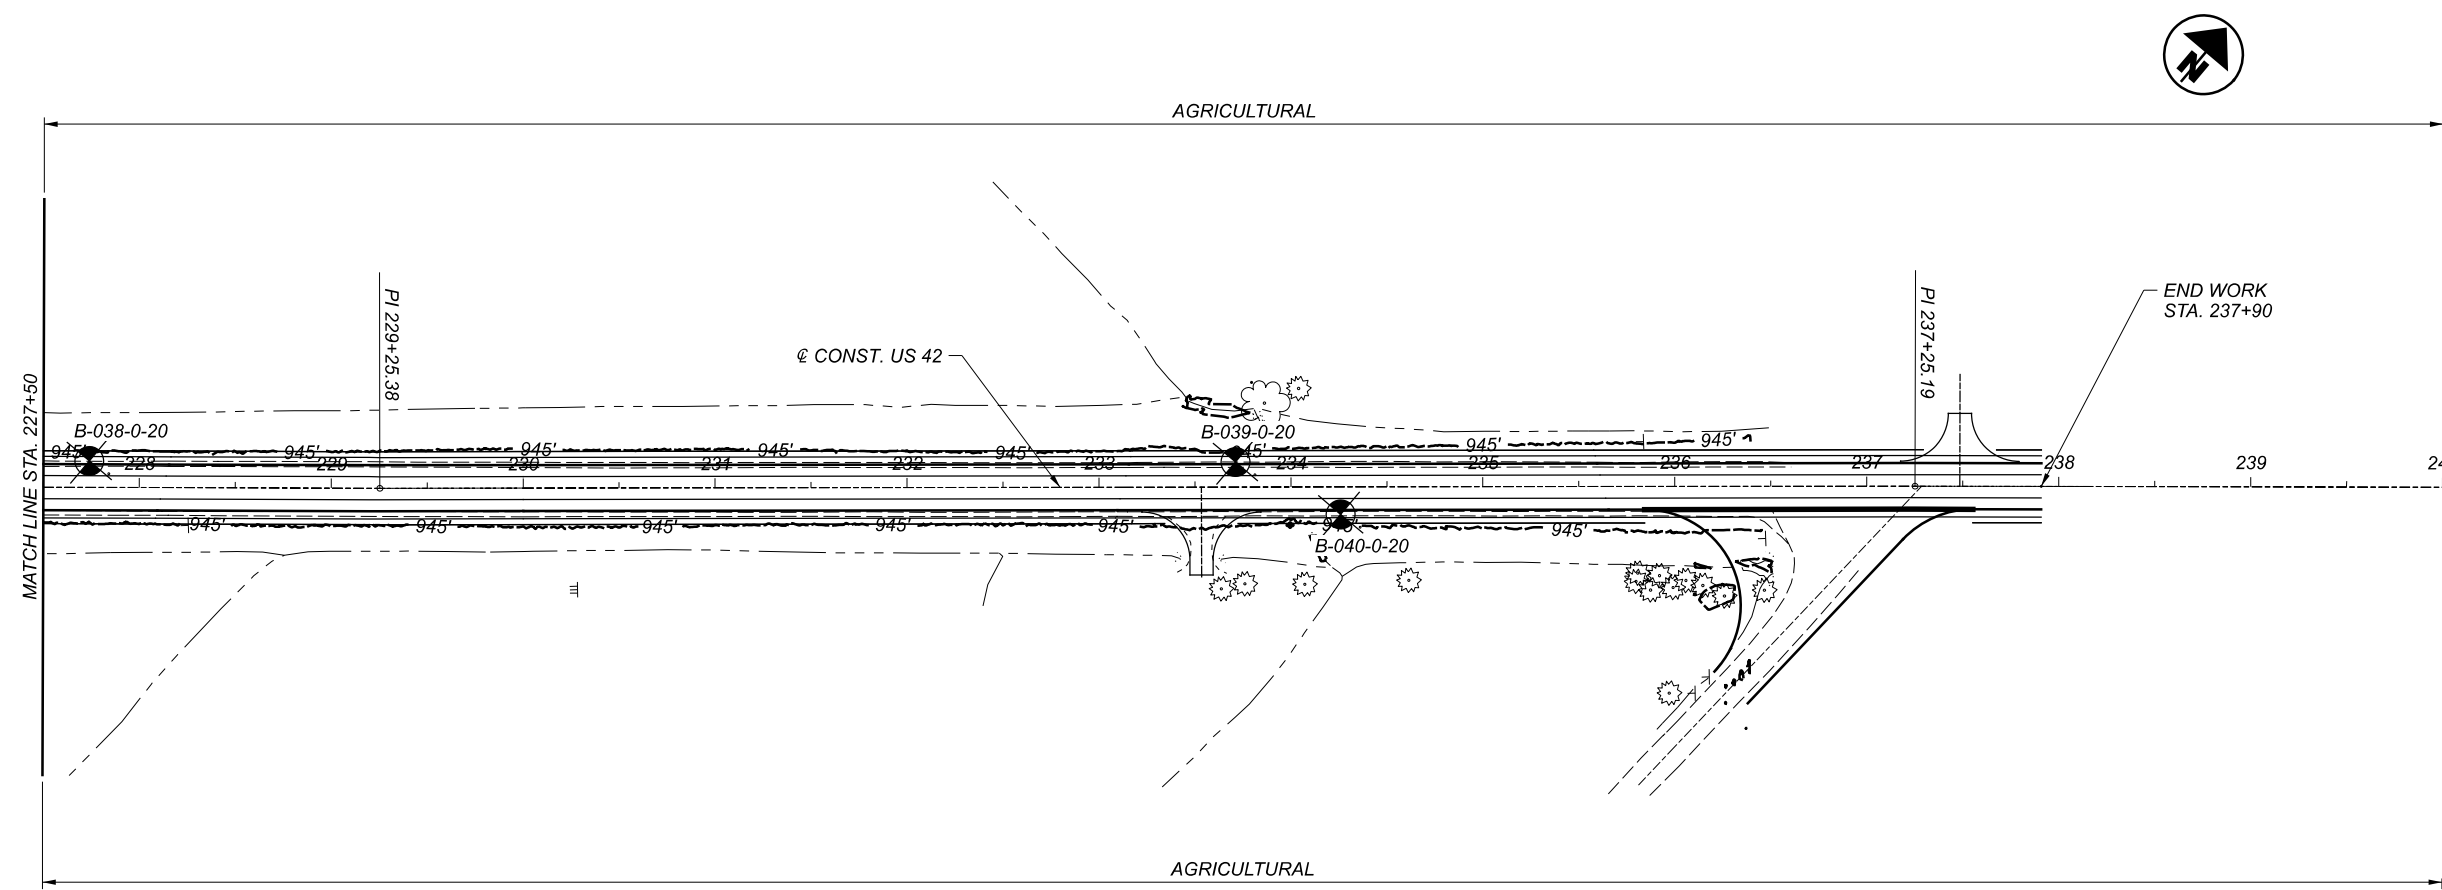 N
AGRICULTURAL
END WORK
STA. 237+90
PI 229+25.38
PI 237+25.19
℄ CONST. US 42
MATCH LINE STA. 227+50
B-038-0-20
B-039-0-20
945' 945' 945' 945' 945' 945' 945' 945'
228 229 230 231 232 233 234 235 236 237 238 239 24
945' 945' 945' 945' 945' 945' 945'
B-040-0-20
AGRICULTURAL